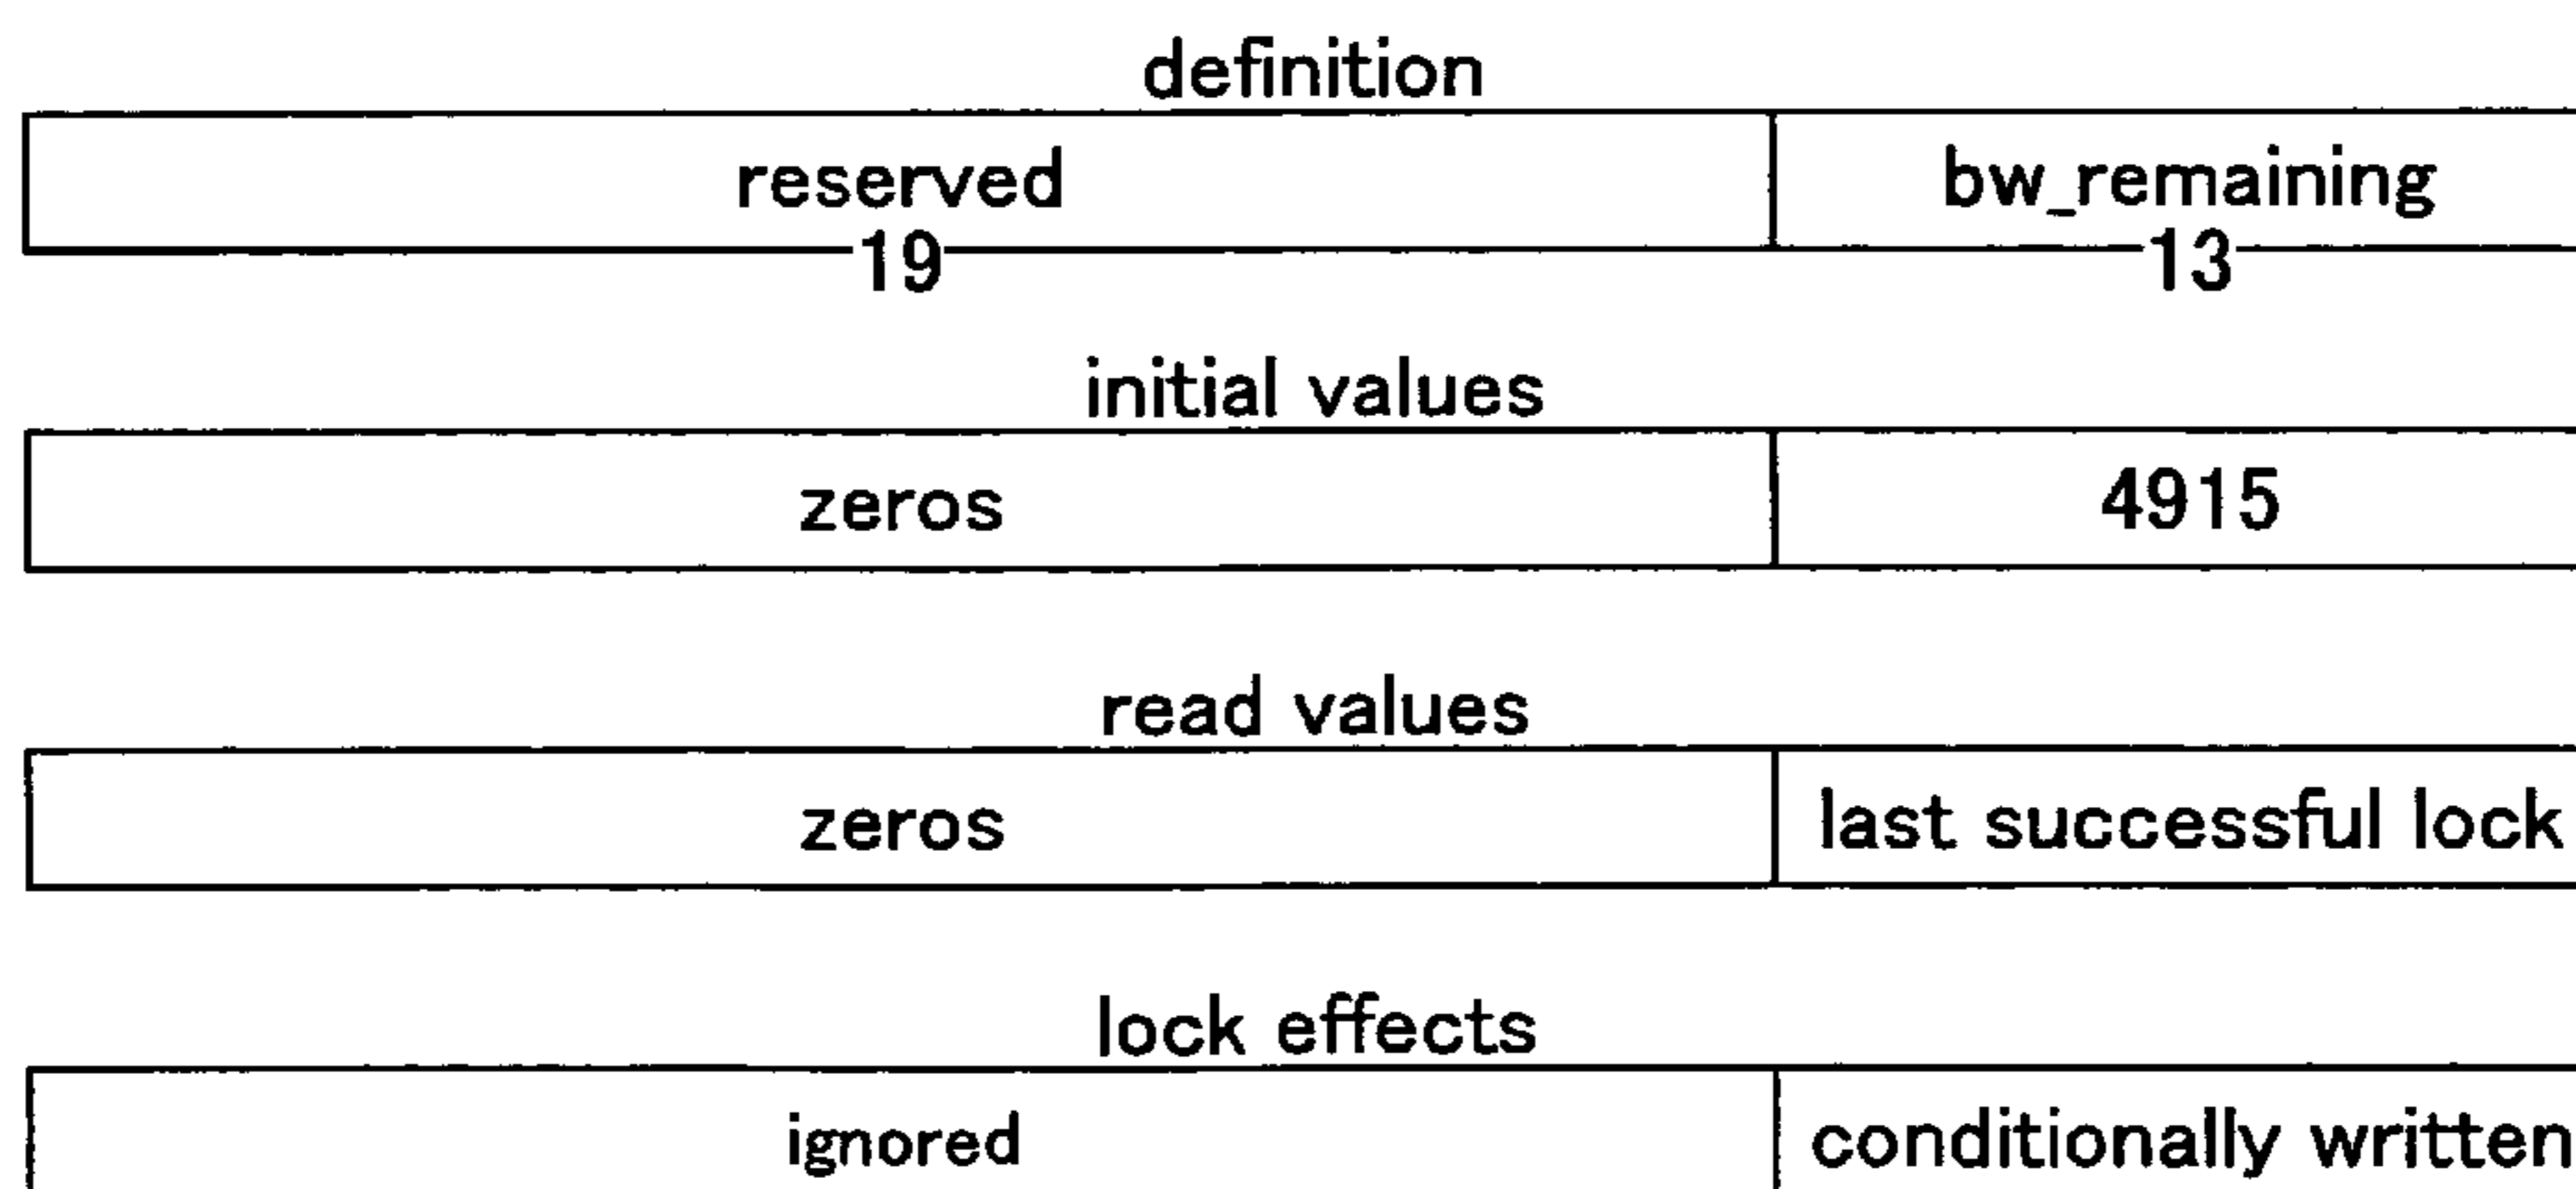 definition
reserved bw_remaining
19 13
initial values
zeros 4915
read values
zeros last successful lock
lock effects
ignored conditionally written